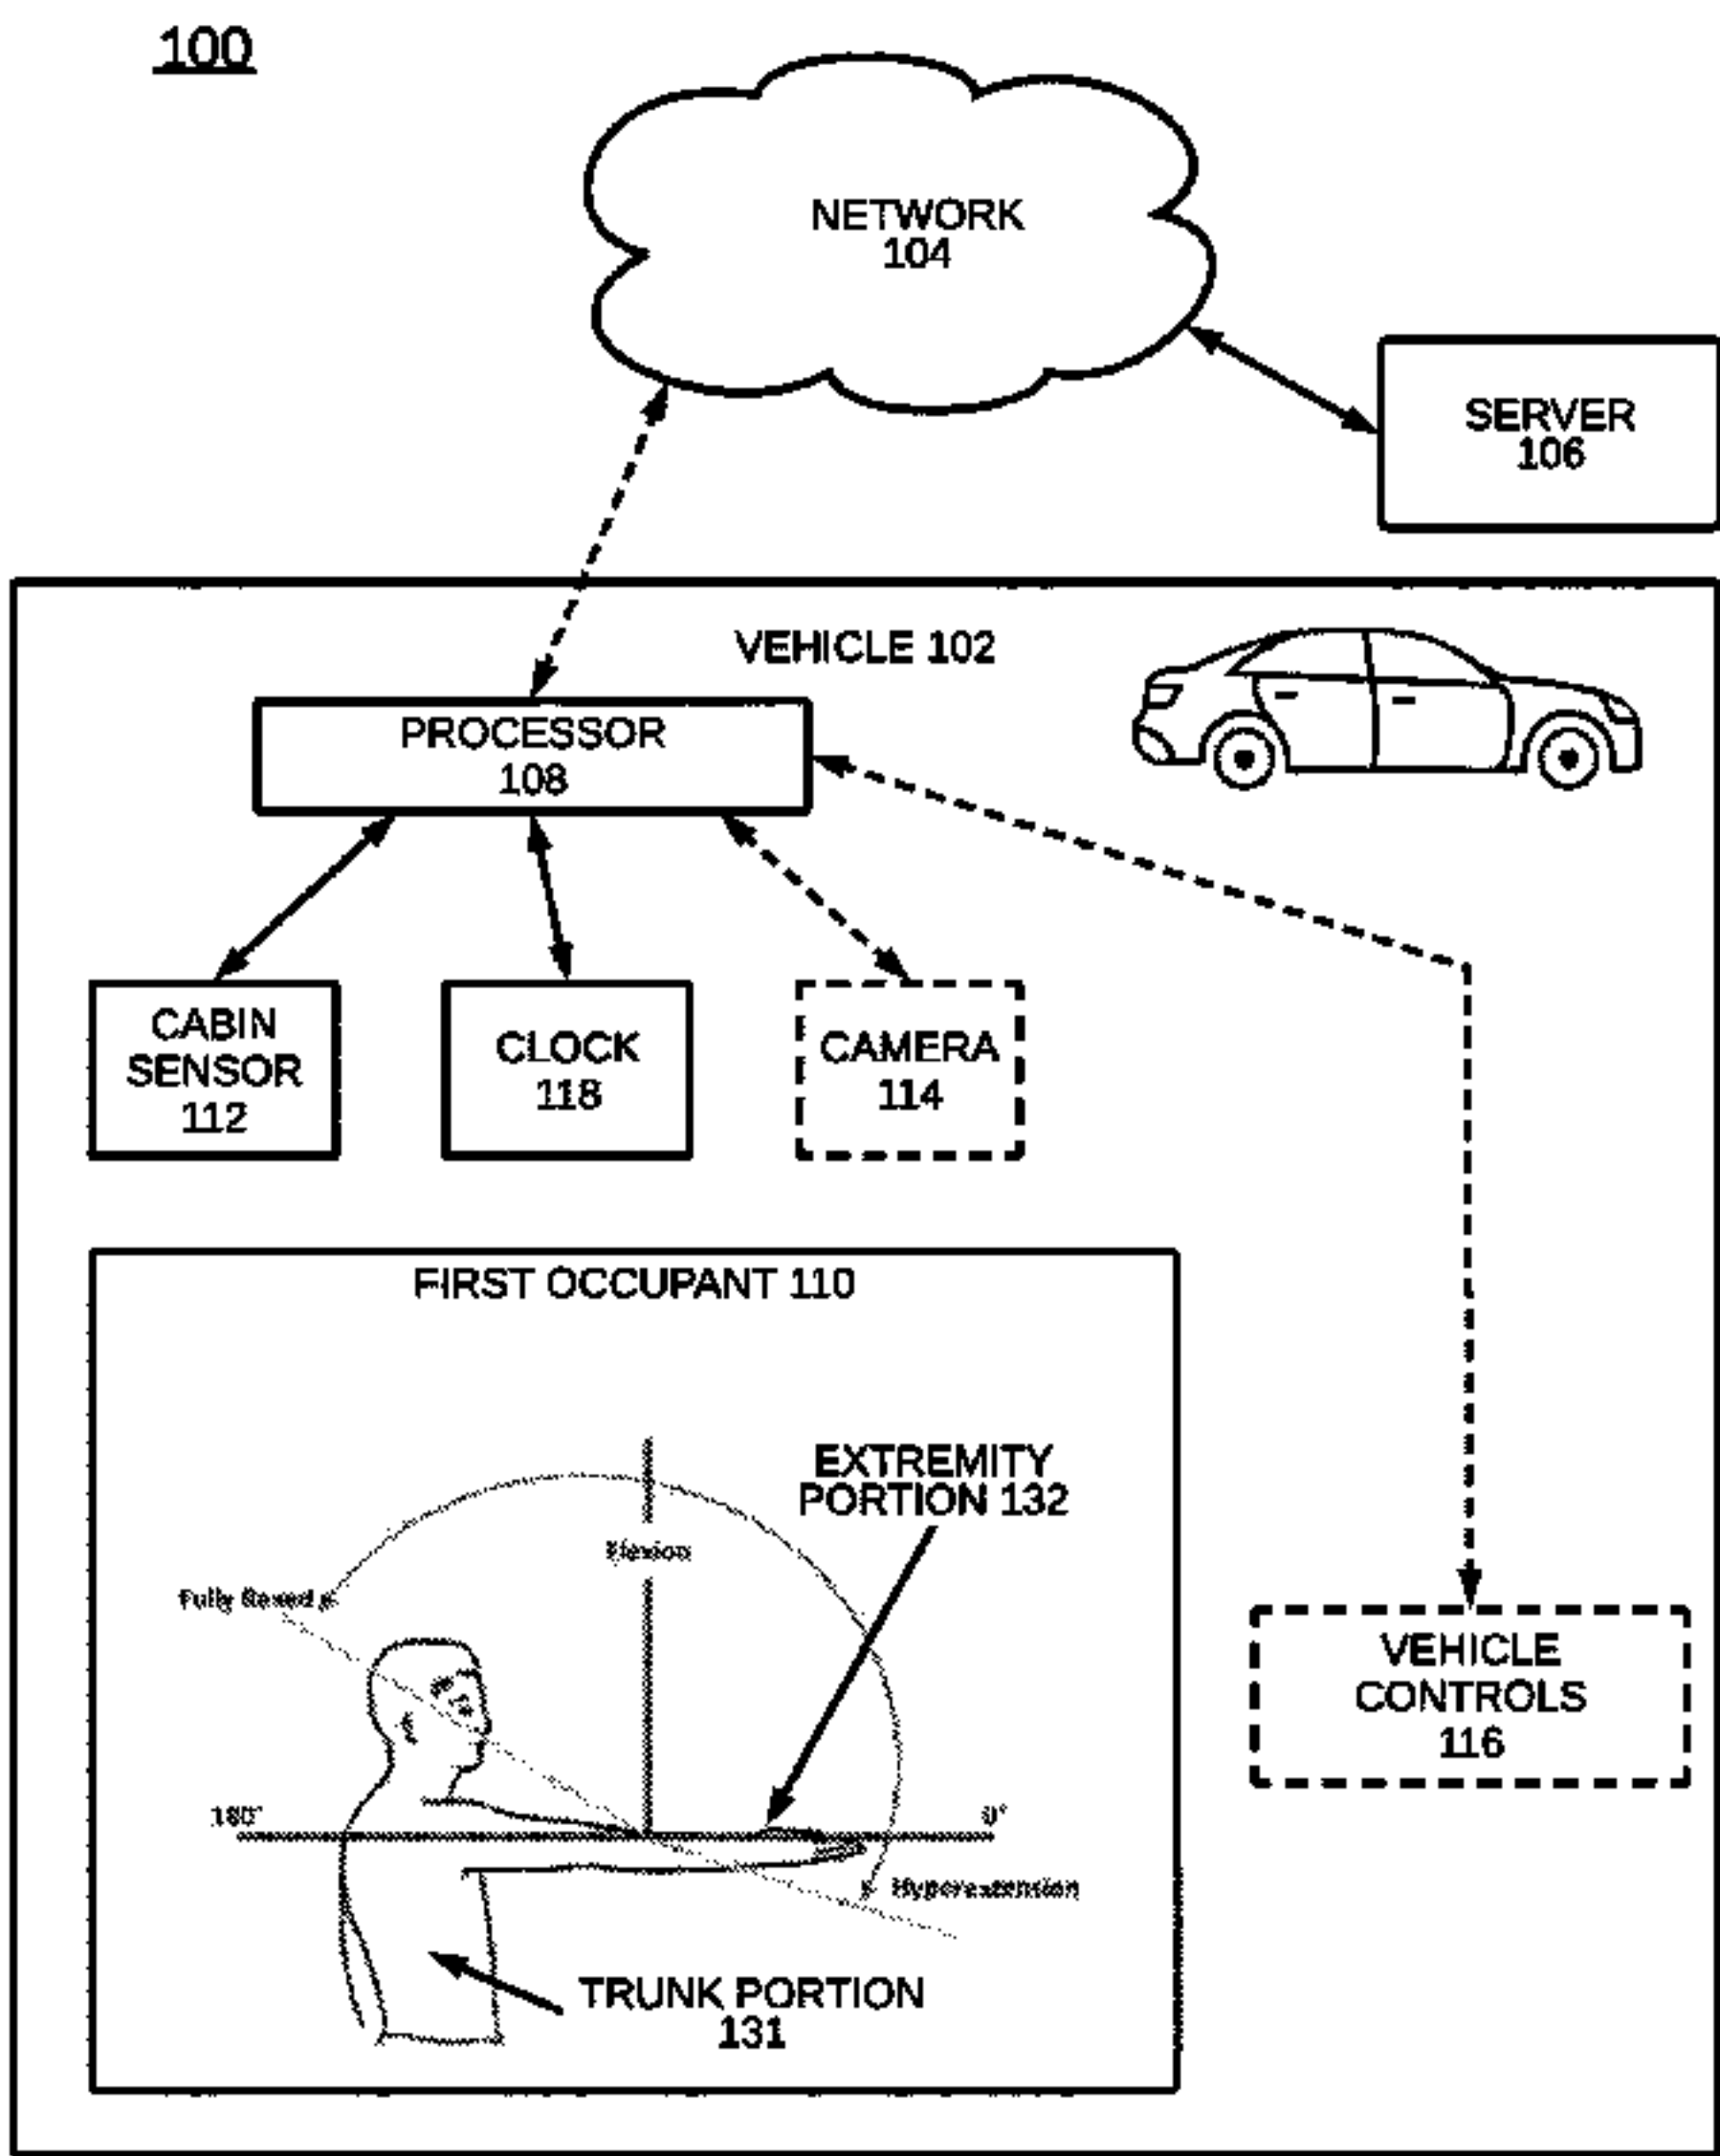 100
NETWORK
104
SERVER
106
VEHICLE 102
PROCESSOR
108
CABIN
SENSOR
112
CLOCK
118
CAMERA
114
FIRST OCCUPANT 110
EXTREMITY
PORTION 132
Flexion
Fully flexed
VEHICLE
CONTROLS
116
180°
0°
Hyperextension
TRUNK PORTION
131